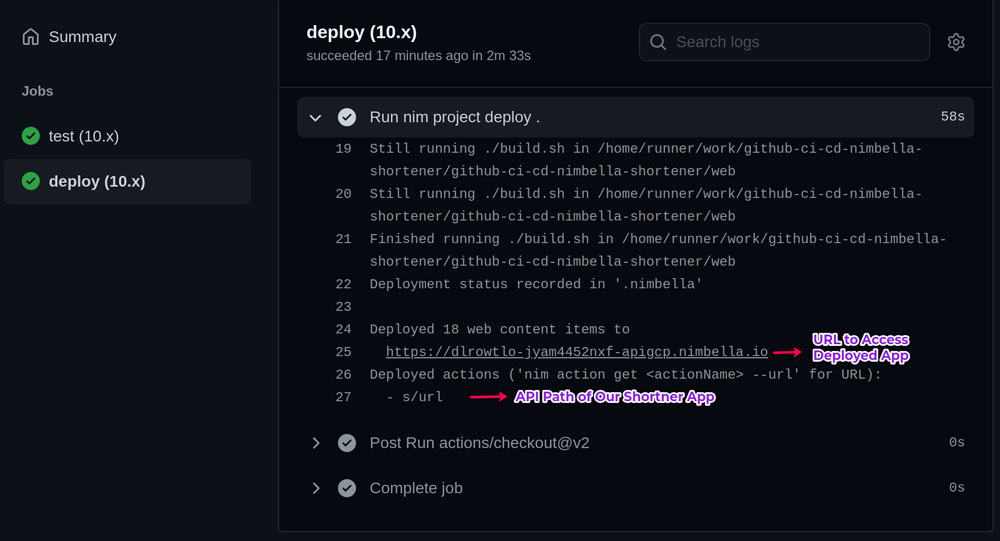 Summary
Jobs
test (10.x)
deploy (10.x)
deploy (10.x)
succeeded 17 minutes ago in 2m 33s
Search logs
Run nim project deploy .
58s
19 Still running ./build.sh in /home/runner/work/github-ci-cd-nimbella-
shortener/github-ci-cd-nimbella-shortener/web
20 Still running ./build.sh in /home/runner/work/github-ci-cd-nimbella-
shortener/github-ci-cd-nimbella-shortener/web
21 Finished running ./build.sh in /home/runner/work/github-ci-cd-nimbella-
shortener/github-ci-cd-nimbella-shortener/web
22 Deployment status recorded in '.nimbella'
23
24 Deployed 18 web content items to
25 https://dlrowtlo-jyam4452nxf-apigcp.nimbella.io
URL to Access
Deployed App
26 Deployed actions ('nim action get <actionName> --url' for URL):
27 - s/url
API Path of Our Shortner App
Post Run actions/checkout@v2
0s
Complete job
0s